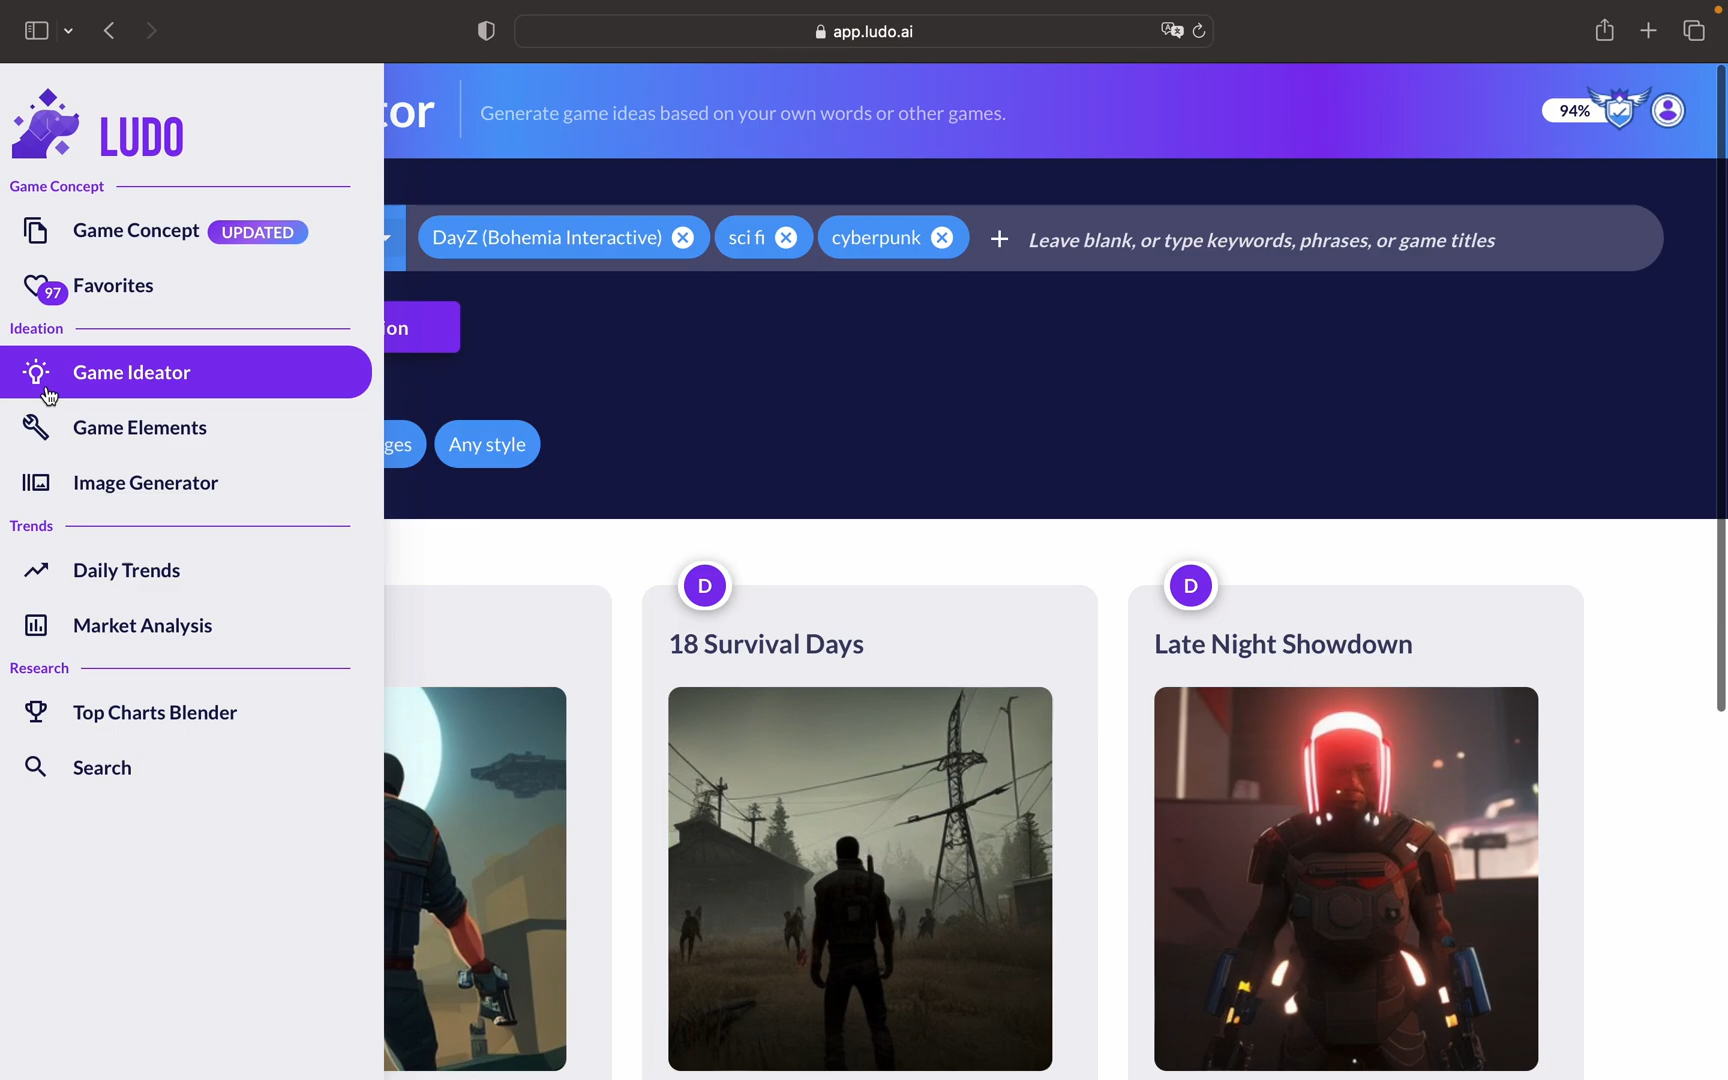 app.ludo.ai
LUDO
Game Concept
Game Concept UPDATED
97 Favorites
Ideation
Game Ideator
Game Elements
Image Generator
Trends
Daily Trends
Market Analysis
Research
Top Charts Blender
Search
tor
Generate game ideas based on your own words or other games.
94%
DayZ (Bohemia Interactive) sci fi cyberpunk + Leave blank, or type keywords, phrases, or game titles
ion
ges Any style
D
18 Survival Days
D
Late Night Showdown